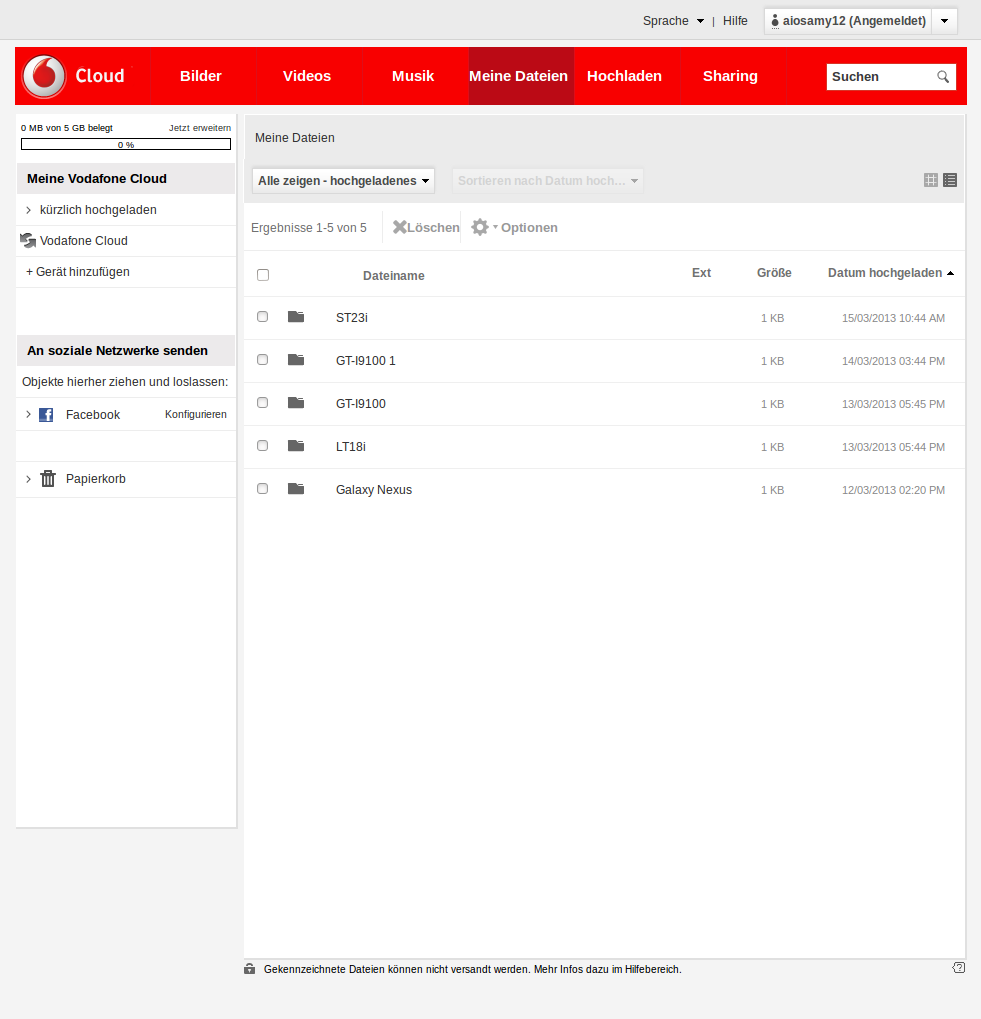 Sprache | Hilfe aiosamy12 (Angemeldet)
Cloud Bilder Videos Musik Meine Dateien Hochladen Sharing Suchen
0 MB von 5 GB belegt Jetzt erweitern
0 %
Meine Vodafone Cloud
kürzlich hochgeladen
Vodafone Cloud
+ Gerät hinzufügen
An soziale Netzwerke senden
Objekte hierher ziehen und loslassen:
Facebook Konfigurieren
Papierkorb
Meine Dateien
Alle zeigen - hochgeladenes Sortieren nach Datum hoch...
Ergebnisse 1-5 von 5 Löschen Optionen
Dateiname Ext Größe Datum hochgeladen
ST23i 1 KB 15/03/2013 10:44 AM
GT-I9100 1 1 KB 14/03/2013 03:44 PM
GT-I9100 1 KB 13/03/2013 05:45 PM
LT18i 1 KB 13/03/2013 05:44 PM
Galaxy Nexus 1 KB 12/03/2013 02:20 PM
Gekennzeichnete Dateien können nicht versandt werden. Mehr Infos dazu im Hilfebereich.